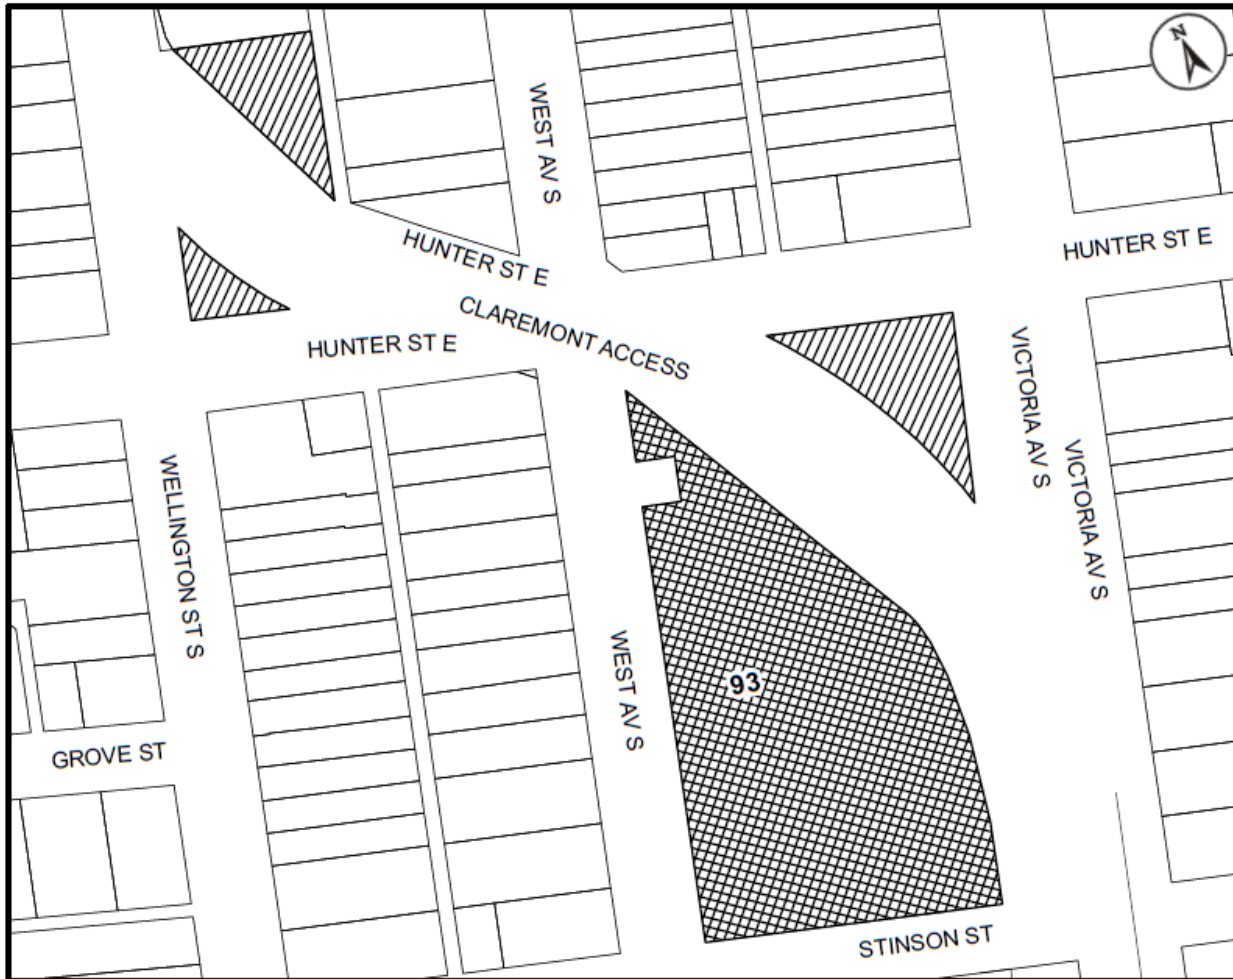 N
WEST AV S
HUNTER ST E
HUNTER ST E
CLAREMONT ACCESS
HUNTER ST E
VICTORIA AV S
VICTORIA AV S
WELLINGTON ST S
WEST AV S
93
GROVE ST
STINSON ST